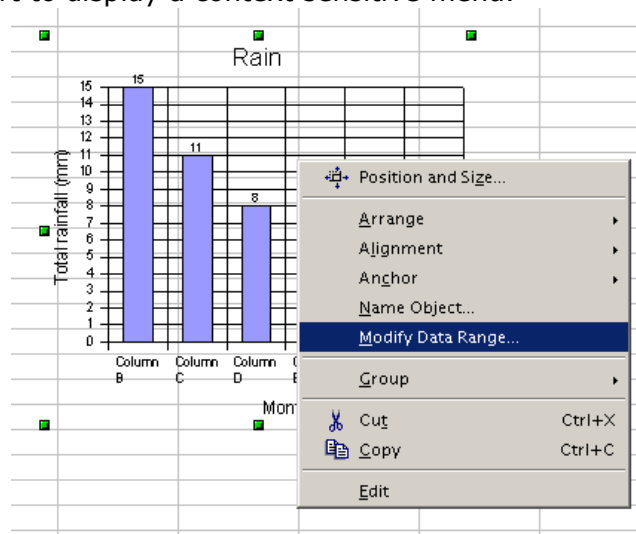 rt to display a context sensitive menu.
Rain
15
14
13
12
11
10
9
8
7
6
5
4
3
2
1
0
Total rainfall (mm)
15
11
8
Column B
Column C
Column D
Mon
Position and Size...
Arrange
Alignment
Anchor
Name Object...
Modify Data Range...
Group
Cut Ctrl+X
Copy Ctrl+C
Edit